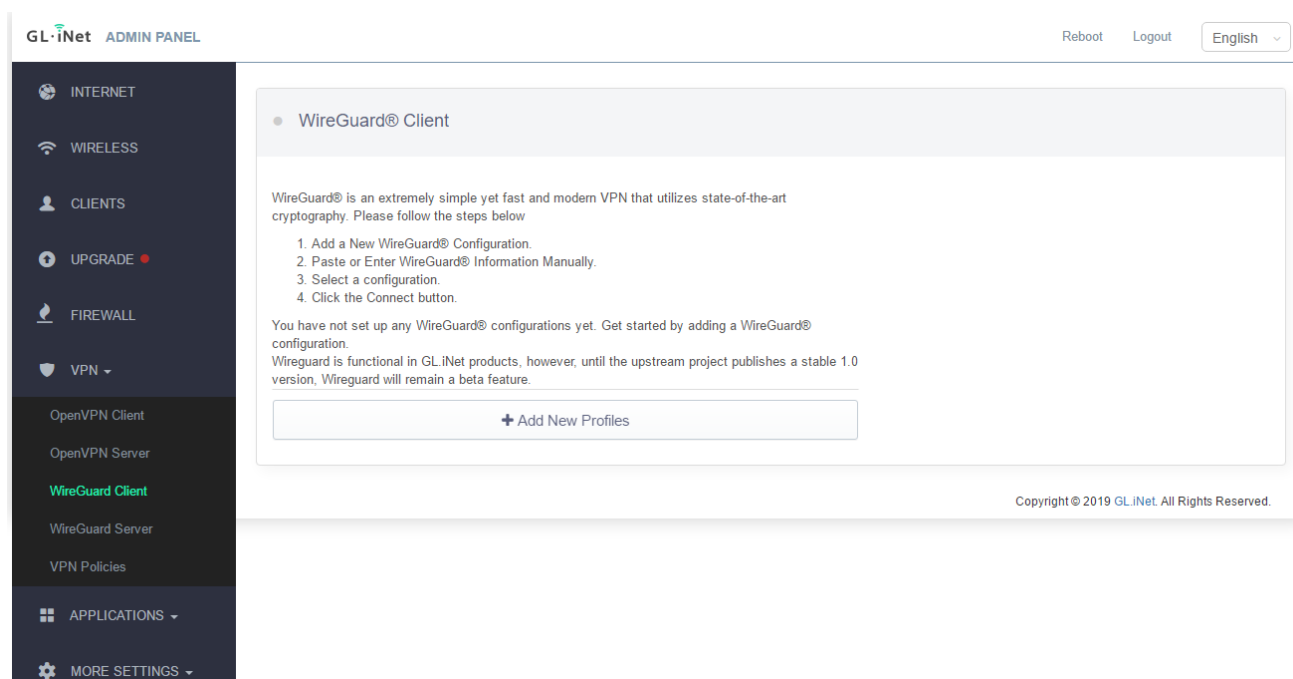 GL·iNet ADMIN PANEL
Reboot Logout English
INTERNET
WIRELESS
CLIENTS
UPGRADE
FIREWALL
VPN
OpenVPN Client
OpenVPN Server
WireGuard Client
WireGuard Server
VPN Policies
APPLICATIONS
MORE SETTINGS
WireGuard® Client
WireGuard® is an extremely simple yet fast and modern VPN that utilizes state-of-the-art
cryptography. Please follow the steps below
1. Add a New WireGuard® Configuration.
2. Paste or Enter WireGuard® Information Manually.
3. Select a configuration.
4. Click the Connect button.
You have not set up any WireGuard® configurations yet. Get started by adding a WireGuard®
configuration.
Wireguard is functional in GL.iNet products, however, until the upstream project publishes a stable 1.0
version, Wireguard will remain a beta feature.
+ Add New Profiles
Copyright © 2019 GL.iNet. All Rights Reserved.